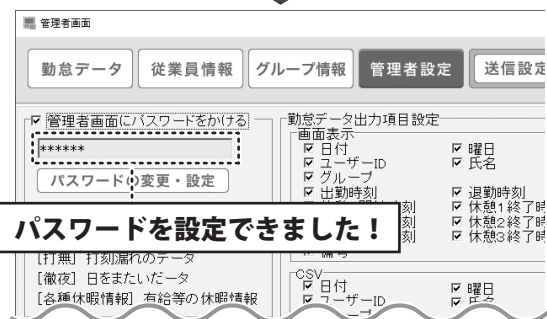 管理者画面
勤怠データ 従業員情報 グループ情報 管理者設定 送信設定
管理者画面にパスワードをかける
******
パスワードの変更・設定
パスワードを設定できました！
[打無] 打刻漏れのデータ
[徹夜] 日をまたいだータ
[各種休暇情報] 有給等の休暇情報
勤怠データ出力項目設定
画面表示
日付 曜日
ユーザーID 氏名
グループ
出勤時刻 退勤時刻
刻 休憩1終了時
刻 休憩2終了時
刻 休憩3終了時
備考
CSV
日付 曜日
ユーザーID 氏名